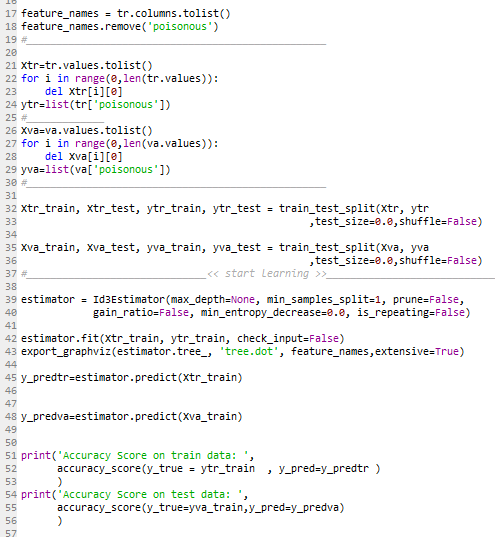 16
17 feature_names = tr.columns.tolist()
18 feature_names.remove('poisonous')
19 #______________________________________________
20
21 Xtr=tr.values.tolist()
22 for i in range(0,len(tr.values)):
23     del Xtr[i][0]
24 ytr=list(tr['poisonous'])
25 #____________
26 Xva=va.values.tolist()
27 for i in range(0,len(va.values)):
28     del Xva[i][0]
29 yva=list(va['poisonous'])
30 #______________________________________________
31
32 Xtr_train, Xtr_test, ytr_train, ytr_test = train_test_split(Xtr, ytr
33                                             ,test_size=0.0,shuffle=False)
34
35 Xva_train, Xva_test, yva_train, yva_test = train_test_split(Xva, yva
36                                             ,test_size=0.0,shuffle=False)
37 #___________________________<< start learning >>__________________________
38
39 estimator = Id3Estimator(max_depth=None, min_samples_split=1, prune=False,
40            gain_ratio=False, min_entropy_decrease=0.0, is_repeating=False)
41
42 estimator.fit(Xtr_train, ytr_train, check_input=False)
43 export_graphviz(estimator.tree_, 'tree.dot', feature_names,extensive=True)
44
45 y_predtr=estimator.predict(Xtr_train)
46
47
48 y_predva=estimator.predict(Xva_train)
49
50
51 print('Accuracy Score on train data: ',
52      accuracy_score(y_true = ytr_train  , y_pred=y_predtr )
53      )
54 print('Accuracy Score on test data: ',
55      accuracy_score(y_true=yva_train,y_pred=y_predva)
56      )
57